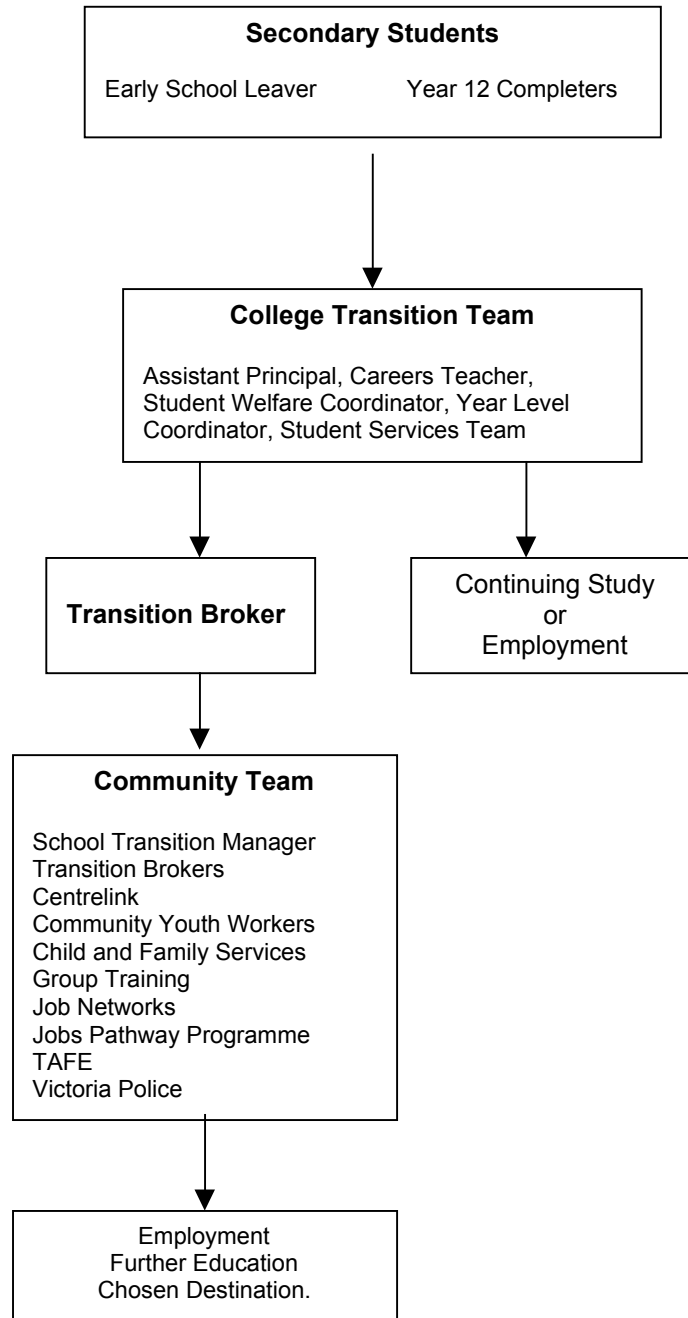 Secondary Students
Early School Leaver Year 12 Completers
College Transition Team
Assistant Principal, Careers Teacher,
Student Welfare Coordinator, Year Level
Coordinator, Student Services Team
Transition Broker
Continuing Study
or
Employment
Community Team
School Transition Manager
Transition Brokers
Centrelink
Community Youth Workers
Child and Family Services
Group Training
Job Networks
Jobs Pathway Programme
TAFE
Victoria Police
Employment
Further Education
Chosen Destination.